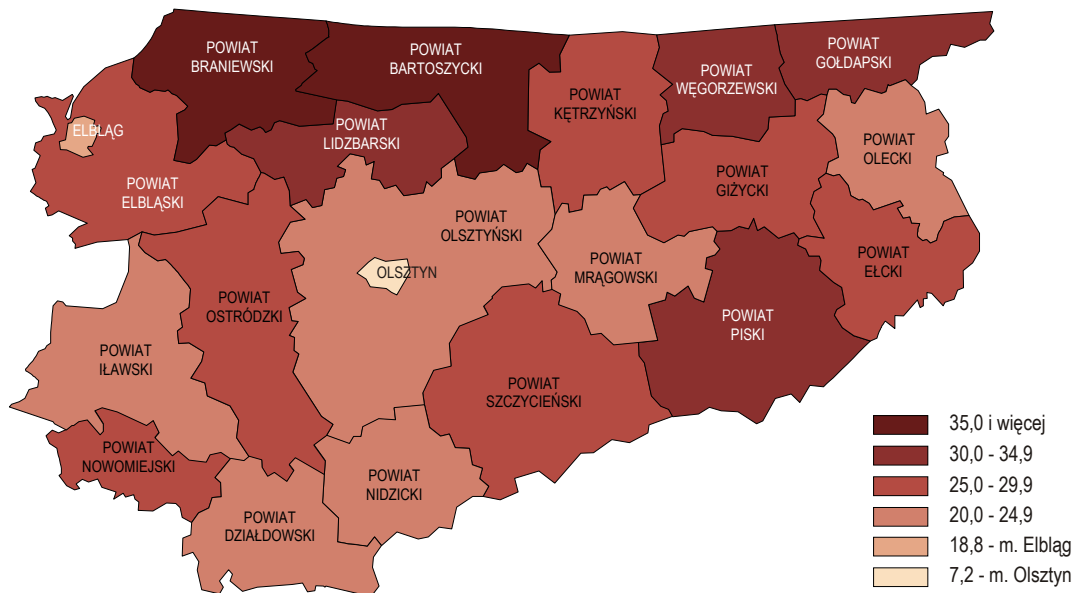 POWIAT
BRANIEWSKI
POWIAT
BARTOSZYCKI
POWIAT
GOŁDAPSKI
POWIAT
WĘGORZEWSKI
POWIAT
KĘTRZYŃSKI
ELBLĄG
POWIAT
LIDZBARSKI
POWIAT
OLECKI
POWIAT
ELBLĄSKI
POWIAT
GIŻYCKI
POWIAT
OLSZTYŃSKI
POWIAT
EŁCKI
POWIAT
MRĄGOWSKI
OLSZTYN
POWIAT
OSTRÓDZKI
POWIAT
PISKI
POWIAT
IŁAWSKI
POWIAT
SZCZYCIEŃSKI
POWIAT
NOWOMIEJSKI
POWIAT
NIDZICKI
POWIAT
DZIAŁDOWSKI
35,0 i więcej
30,0 - 34,9
25,0 - 29,9
20,0 - 24,9
18,8 - m. Elbląg
7,2 - m. Olsztyn